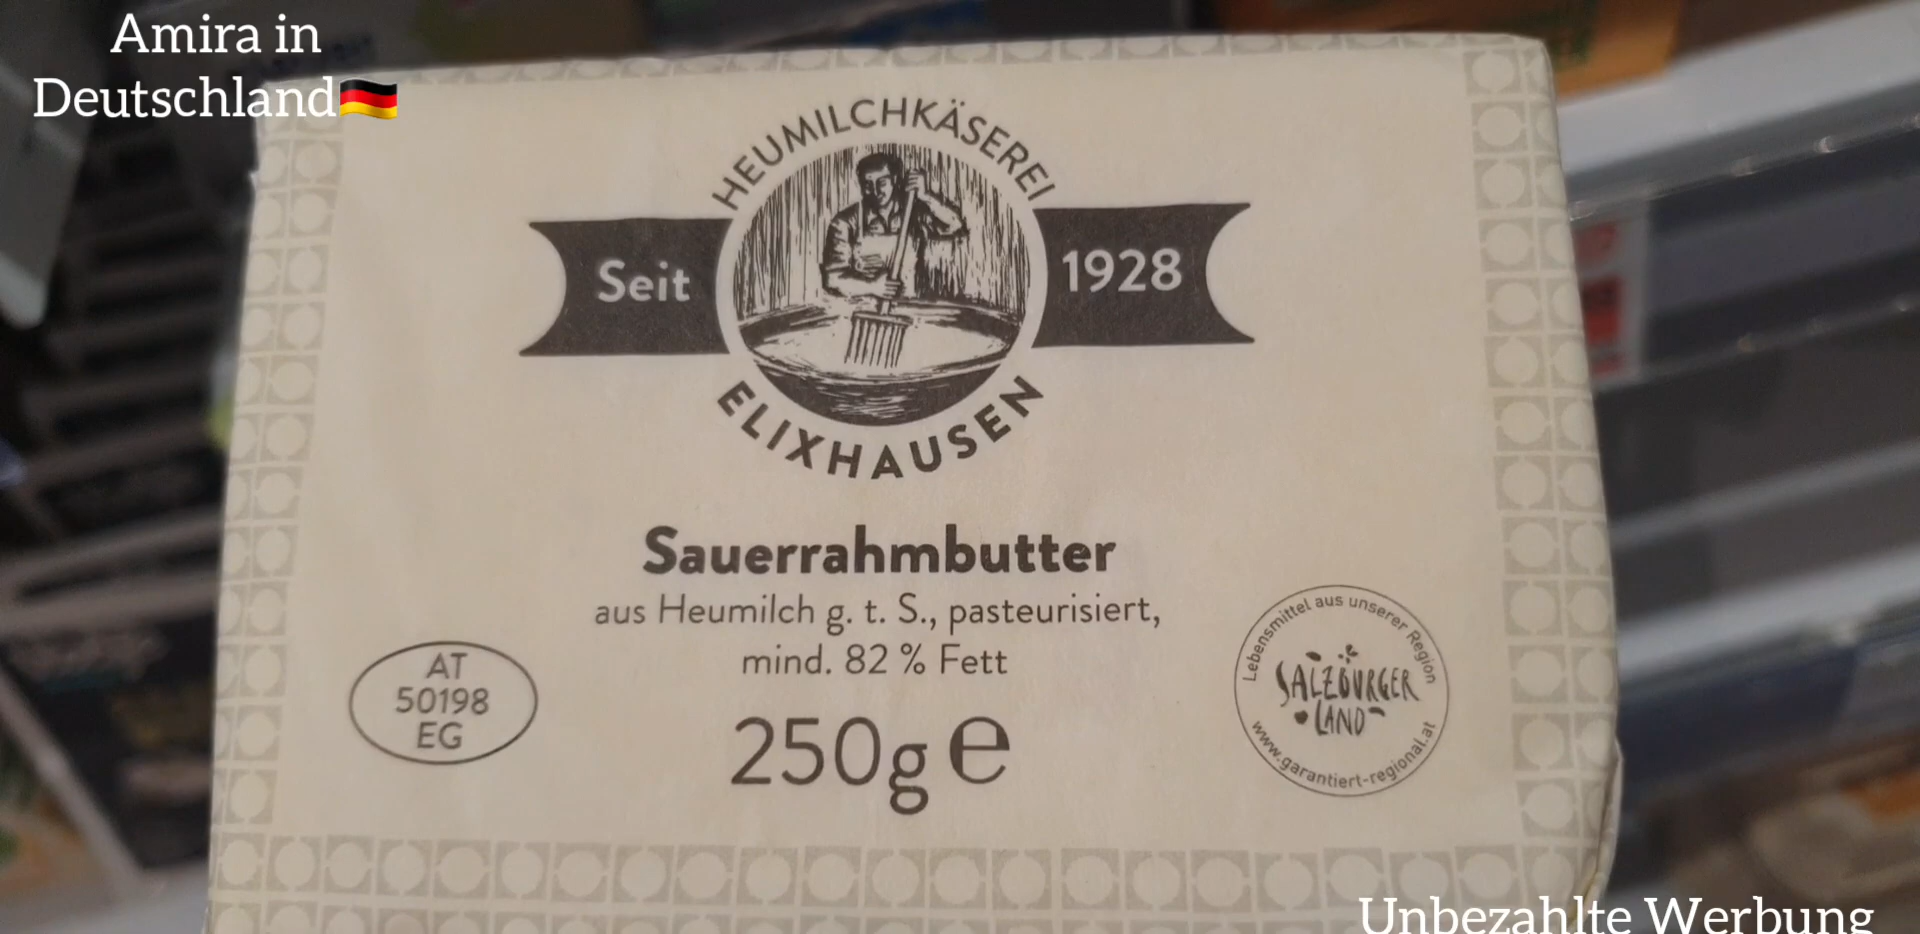 Amira in
Deutschland🇩🇪
HEUMILCHKÄSEREI
Seit 1928
ELIXHAUSEN
Sauerrahmbutter
aus Heumilch g. t. S., pasteurisiert,
mind. 82 % Fett
250g e
AT
50198
EG
Lebensmittel aus unserer Region
SALZBURGER
LAND
www.garantiert-regional.at
Unbezahlte Werbung